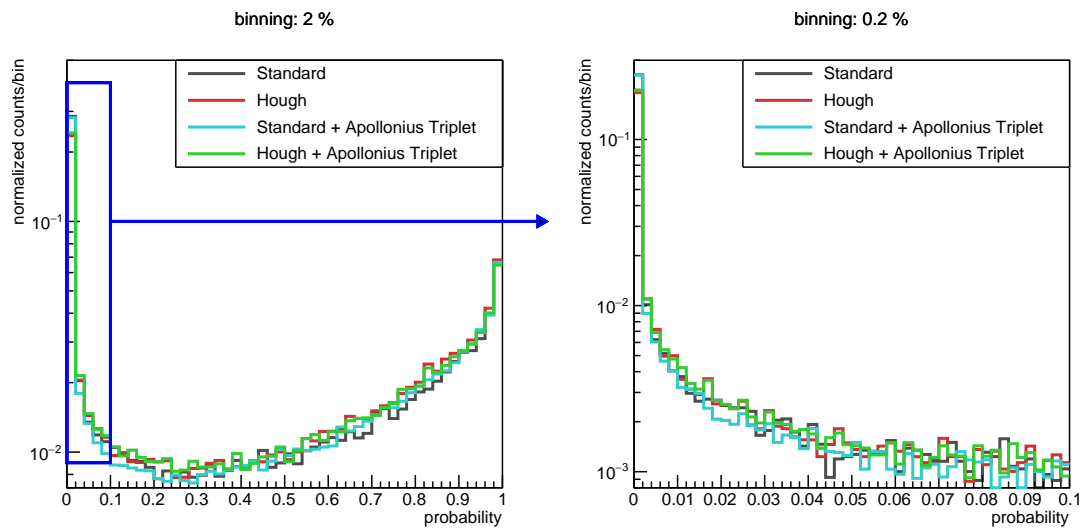 binning: 2 %
normalized counts/bin
Standard
Hough
Standard + Apollonius Triplet
Hough + Apollonius Triplet
10−1
10−2
0 0.1 0.2 0.3 0.4 0.5 0.6 0.7 0.8 0.9 1
probability
binning: 0.2 %
normalized counts/bin
Standard
Hough
Standard + Apollonius Triplet
Hough + Apollonius Triplet
10−1
10−2
10−3
0 0.01 0.02 0.03 0.04 0.05 0.06 0.07 0.08 0.09 0.1
probability